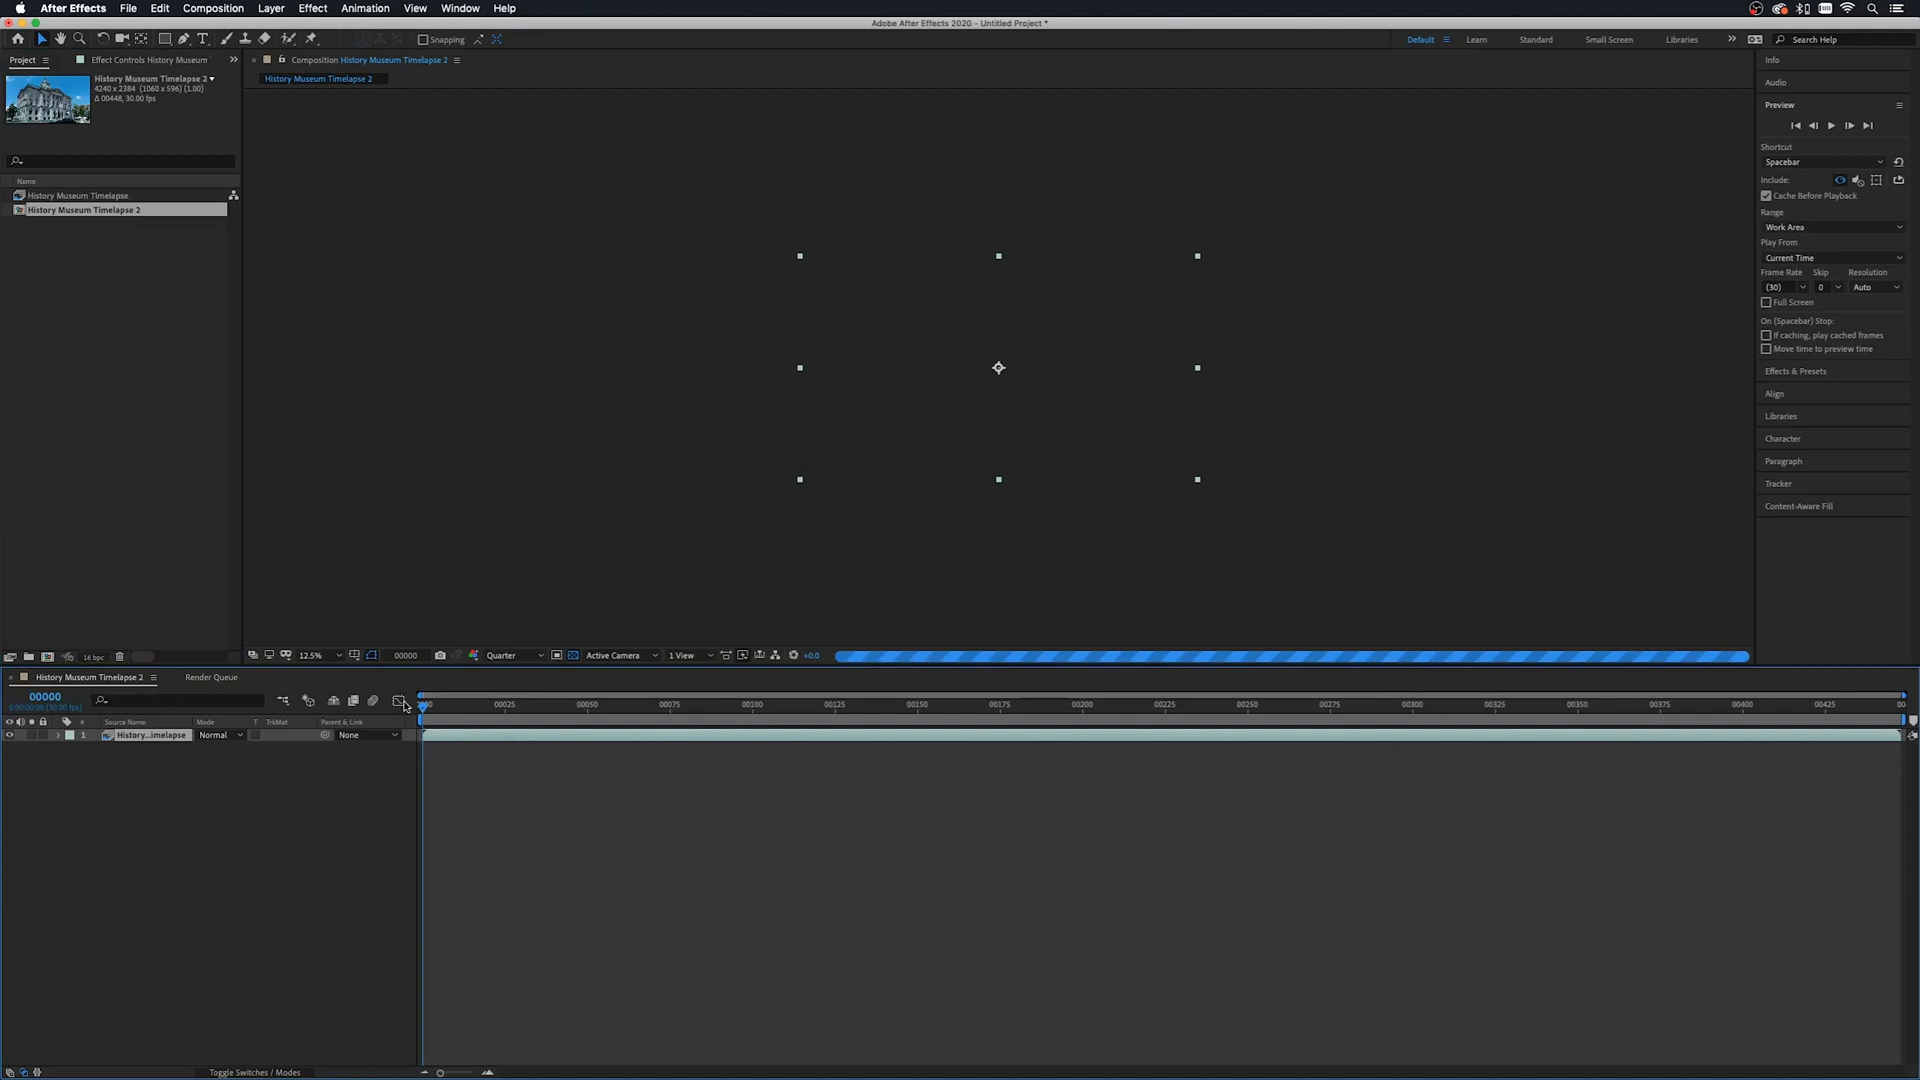 After Effects File Edit Composition Layer Effect Animation View Window Help
Adobe After Effects 2020 - Untitled Project *
Snapping
Default Learn Standard Small Screen Libraries Search Help
Project Effect Controls History Museum
Composition History Museum Timelapse 2
Info
History Museum Timelapse 2
4240 x 2384 (1060 x 596) (1.00)
Δ 00448, 30.00 fps)
History Museum Timelapse 2
Audio
Preview
Shortcut
Spacebar
Include:
Cache Before Playback
Range
Work Area
Play From
Current Time
Frame Rate Skip Resolution
(30) 0 Auto
Full Screen
On (Spacebar) Stop:
If caching, play cached frames
Move time to preview time
Effects & Presets
Align
Libraries
Character
Paragraph
Tracker
Content-Aware Fill
Name
History Museum Timelapse
History Museum Timelapse 2
16 bpc
12.5% 00000 Quarter Active Camera 1 View +0.0
History Museum Timelapse 2 Render Queue
00000
0:00:00:00 (30.00 fps)
00025 00050 00075 00100 00125 00150 00175 00200 00225 00250 00275 00300 00325 00350 00375 00400 00425
# Source Name Mode T TrkMat Parent & Link
1 History...imelapse Normal None
Toggle Switches / Modes